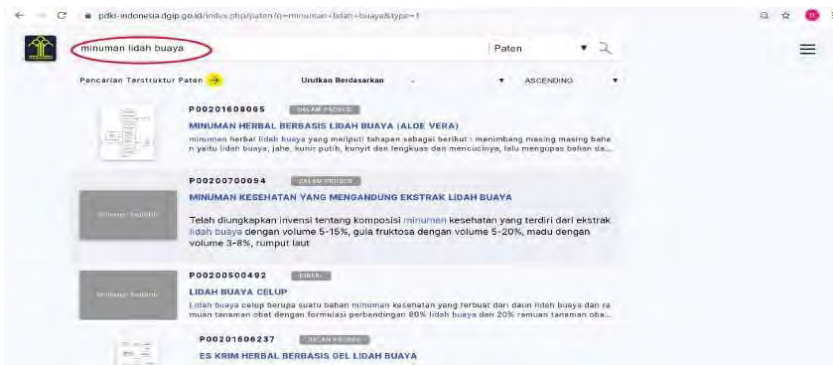 pdki-indonesia.dgip.go.id/index.php/paten?q=minuman+lidah+buaya&type=1
minuman lidah buaya Paten
Pencarian Terstruktur Paten Urutkan Berdasarkan - ASCENDING
P00201608065 DALAM PROSES
MINUMAN HERBAL BERBASIS LIDAH BUAYA (ALOE VERA)
minuman herbal lidah buaya yang meliputi tahapan sebagai berikut : menimbang masing masing baha
n yaitu lidah buaya, jahe, kunir putih, kunyit dan lengkuas dan mencucinya, lalu mengupas bahan da...
P00200700094 DALAM PROSES
MINUMAN KESEHATAN YANG MENGANDUNG EKSTRAK LIDAH BUAYA
Telah diungkapkan invensi tentang komposisi minuman kesehatan yang terdiri dari ekstrak
lidah buaya dengan volume 5-15%, gula fruktosa dengan volume 5-20%, madu dengan
volume 3-8%, rumput laut
P00200500492 DIBERI
LIDAH BUAYA CELUP
Lidah buaya celup berupa suatu bahan minuman kesehatan yang terbuat dari daun lidah buaya dan ra
muan tanaman obat dengan formulasi perbandingan 80% lidah buaya dan 20% ramuan tanaman oba...
P00201606237 DALAM PROSES
ES KRIM HERBAL BERBASIS GEL LIDAH BUAYA